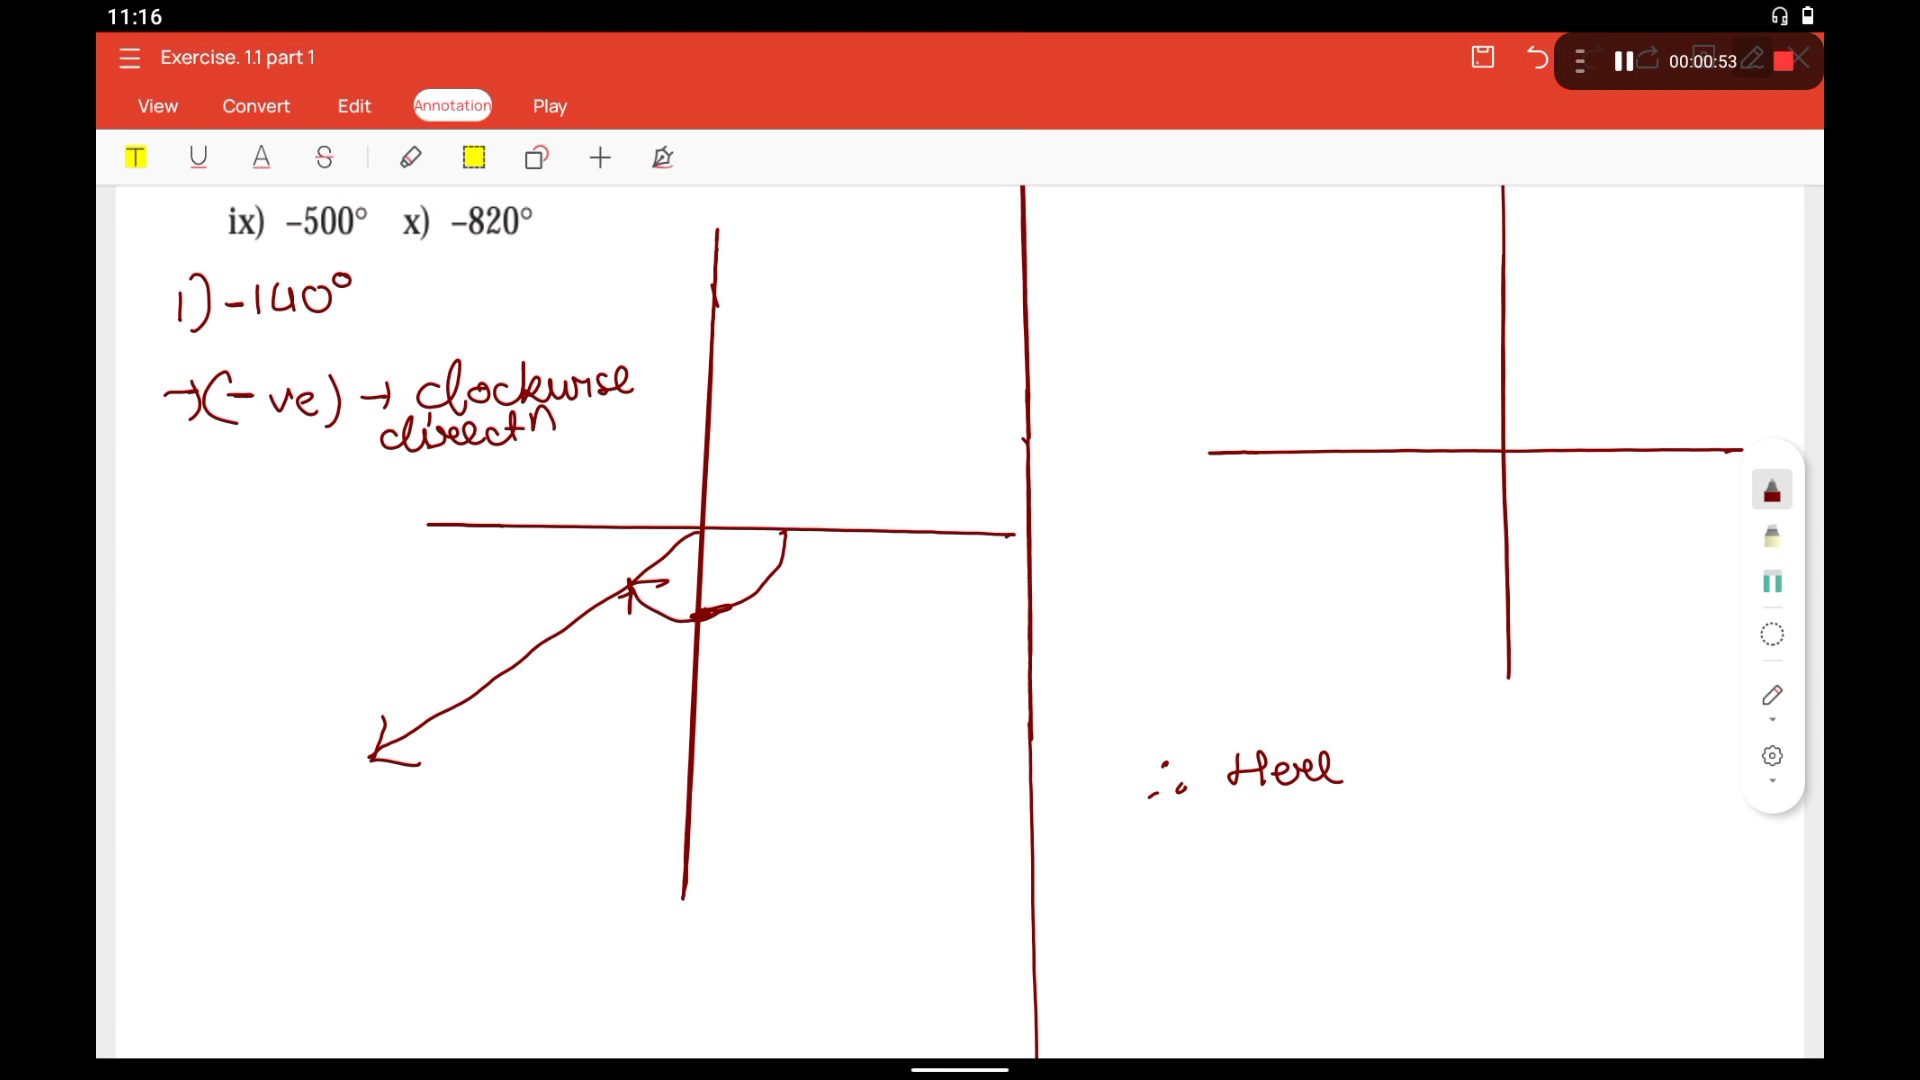 11:16
Exercise. 1.1 part 1
00:00:53
View Convert Edit Annotation Play
T U A S
ix) –500° x) –820°
1) -140°
→(-ve) → clockwise
directn
∴ Here